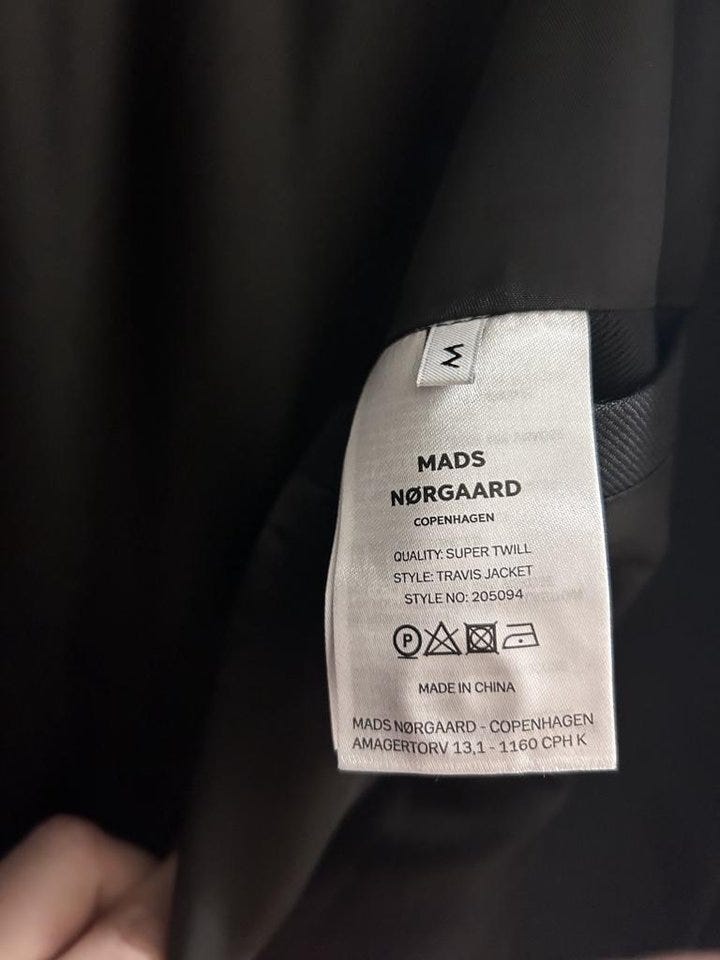 M
MADS
NØRGAARD
COPENHAGEN
QUALITY: SUPER TWILL
STYLE: TRAVIS JACKET
STYLE NO: 205094
P
MADE IN CHINA
MADS NØRGAARD - COPENHAGEN
AMAGERTORV 13,1 - 1160 CPH K